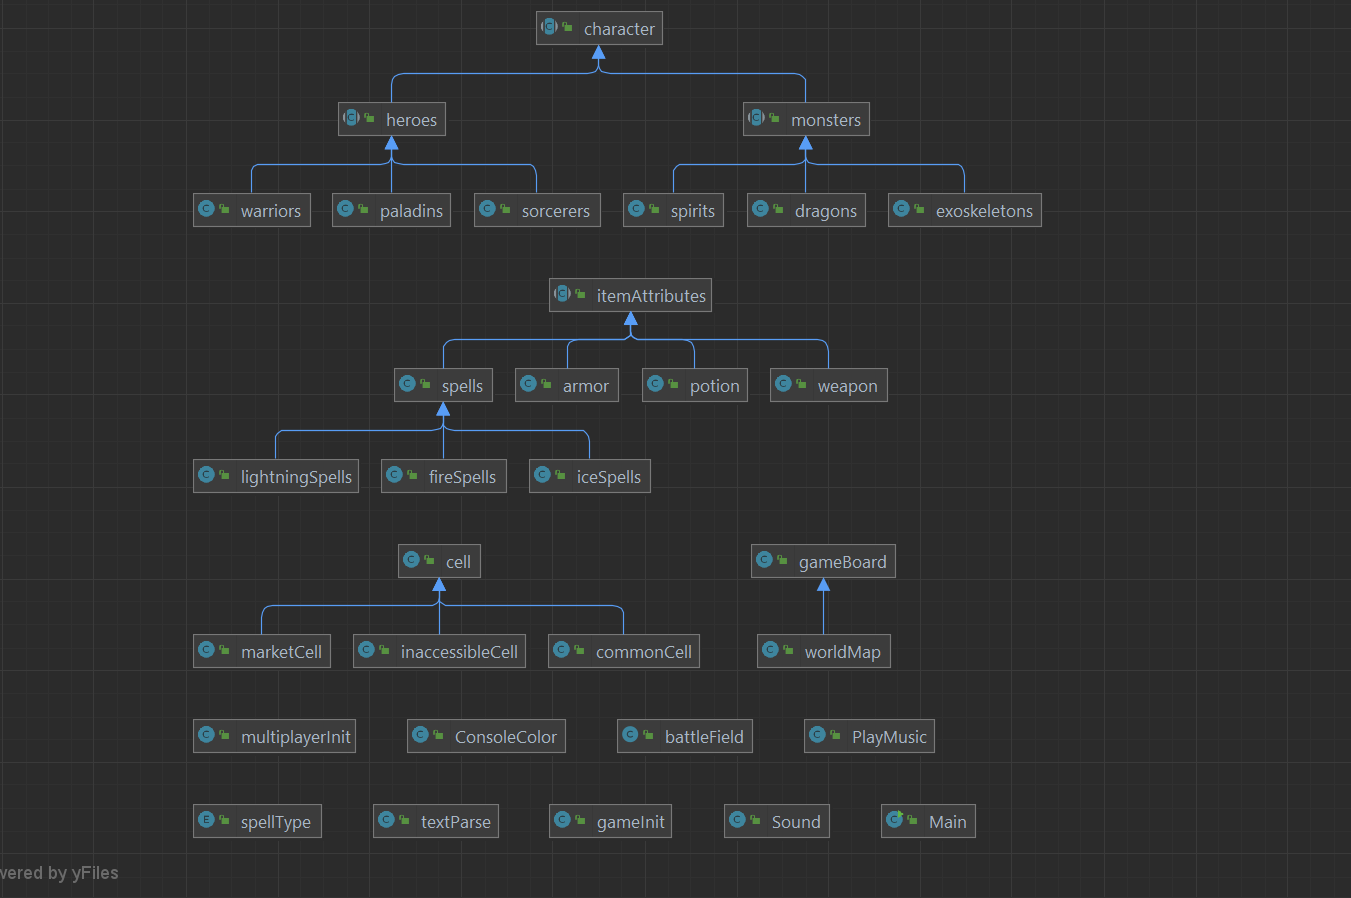 character
heroes monsters
warriors paladins sorcerers spirits dragons exoskeletons
itemAttributes
spells armor potion weapon
lightningSpells fireSpells iceSpells
cell gameBoard
marketCell inaccessibleCell commonCell worldMap
multiplayerInit ConsoleColor battleField PlayMusic
spellType textParse gameInit Sound Main
wered by yFiles